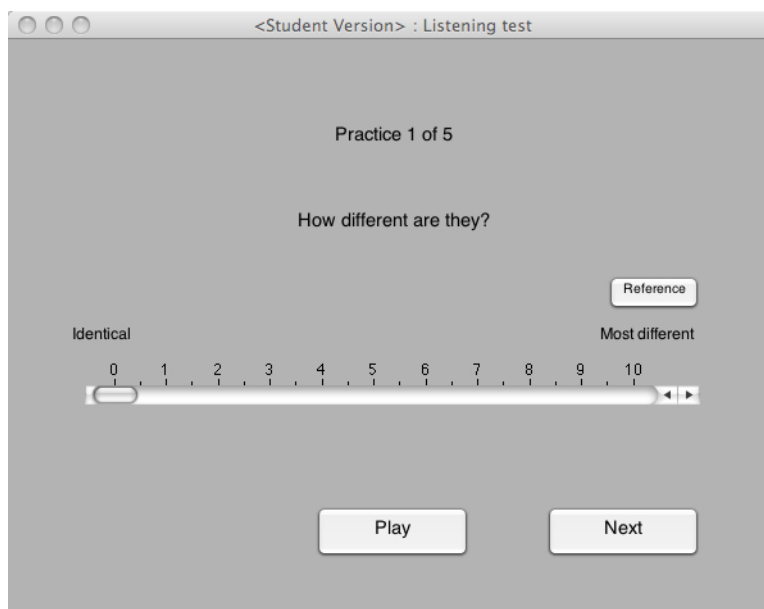 <Student Version> : Listening test
Practice 1 of 5
How different are they?
Reference
Identical Most different
0 1 2 3 4 5 6 7 8 9 10
Play Next